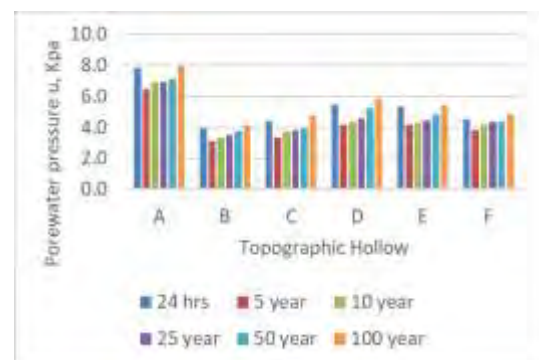 Porewater pressure u, Kpa
10.0
8.0
6.0
4.0
2.0
0.0
A B C D E F
Topographic Hollow
24 hrs 5 year 10 year
25 year 50 year 100 year